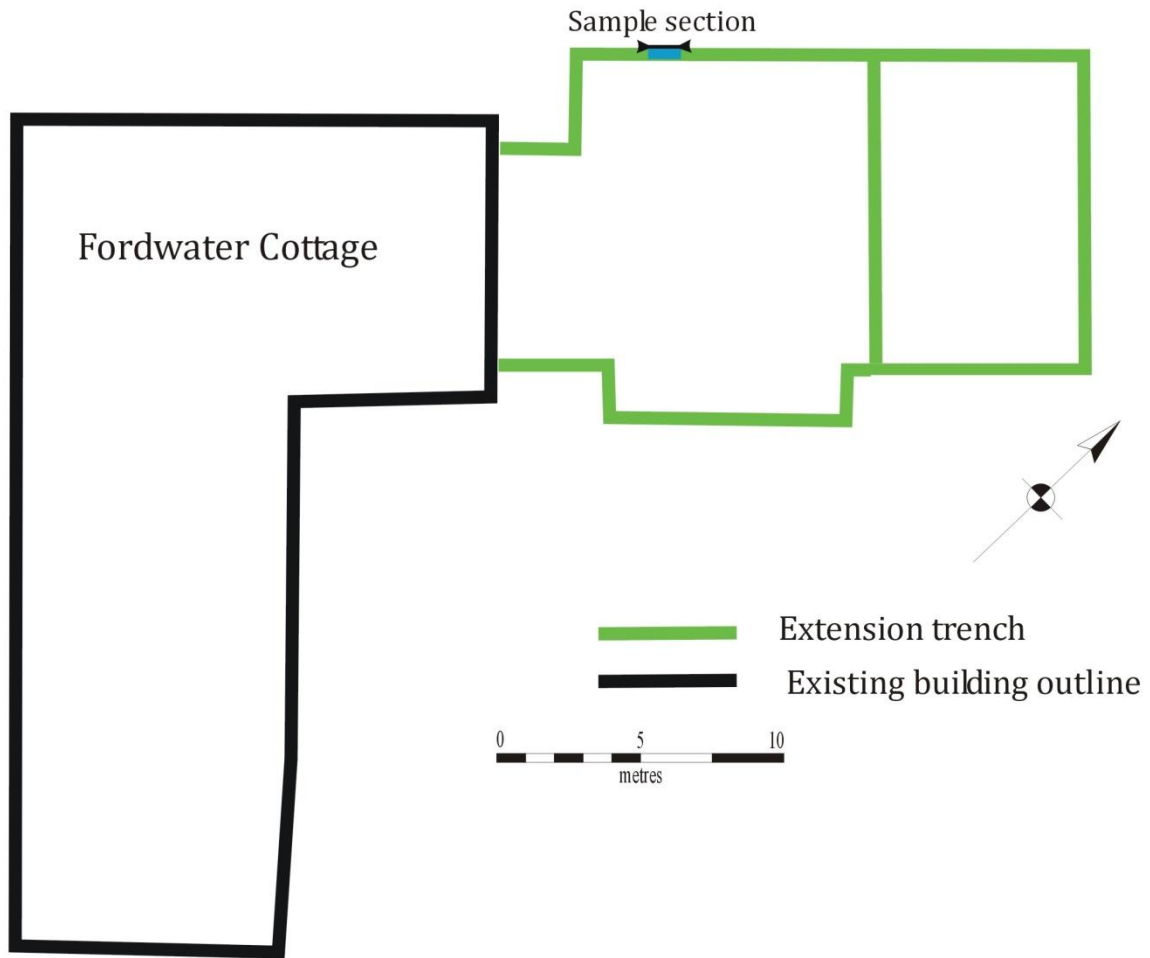 Sample section
Fordwater Cottage
Extension trench
Existing building outline
0 5 10
metres